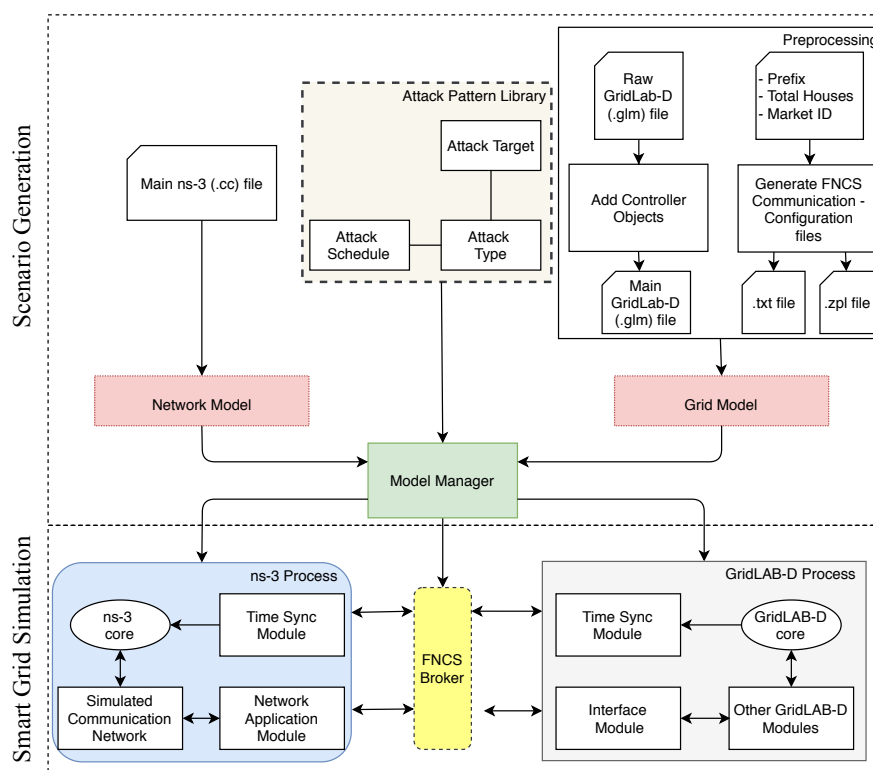 Scenario Generation
Preprocessing
Raw
GridLab-D
(.glm) file
- Prefix
- Total Houses
- Market ID
Attack Pattern Library
Attack Target
Main ns-3 (.cc) file
Add Controller
Objects
Generate FNCS
Communication -
Configuration
files
Attack
Schedule
Attack
Type
Main
GridLab-D
(.glm) file
.txt file
.zpl file
Network Model
Grid Model
Model Manager
Smart Grid Simulation
ns-3 Process
GridLAB-D Process
ns-3
core
Time Sync
Module
FNCS
Broker
Time Sync
Module
GridLAB-D
core
Simulated
Communication
Network
Network
Application
Module
Interface
Module
Other GridLAB-D
Modules